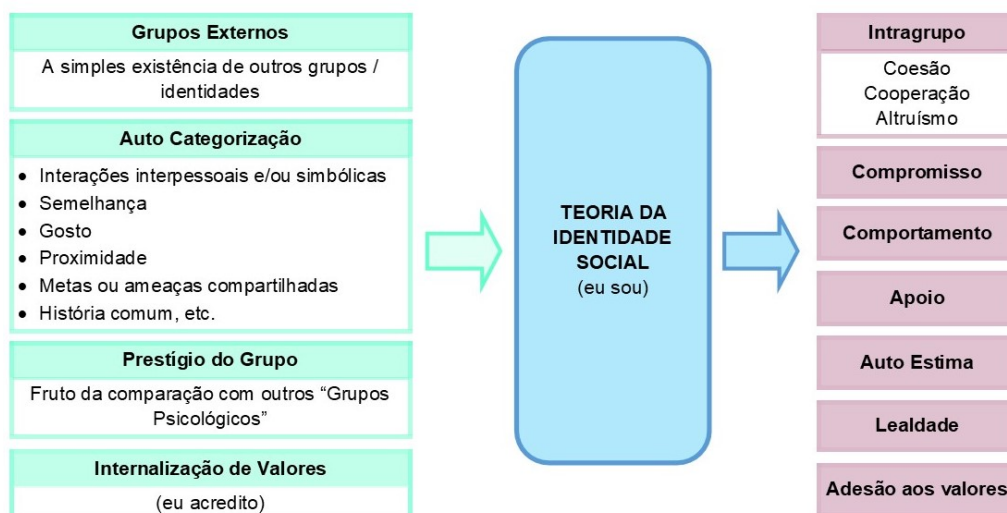 Grupos Externos
A simples existência de outros grupos /
identidades
Auto Categorização
• Interações interpessoais e/ou simbólicas
• Semelhança
• Gosto
• Proximidade
• Metas ou ameaças compartilhadas
• História comum, etc.
Prestígio do Grupo
Fruto da comparação com outros “Grupos
Psicológicos”
Internalização de Valores
(eu acredito)
TEORIA DA
IDENTIDADE
SOCIAL
(eu sou)
Intragrupo
Coesão
Cooperação
Altruísmo
Compromisso
Comportamento
Apoio
Auto Estima
Lealdade
Adesão aos valores